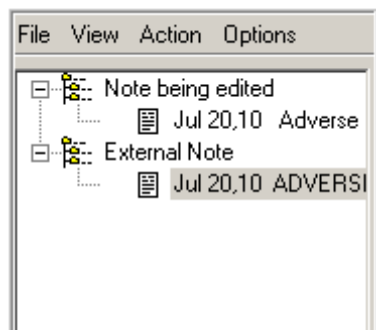 File View Action Options
Note being edited
Jul 20,10 Adverse
External Note
Jul 20,10 ADVERSI